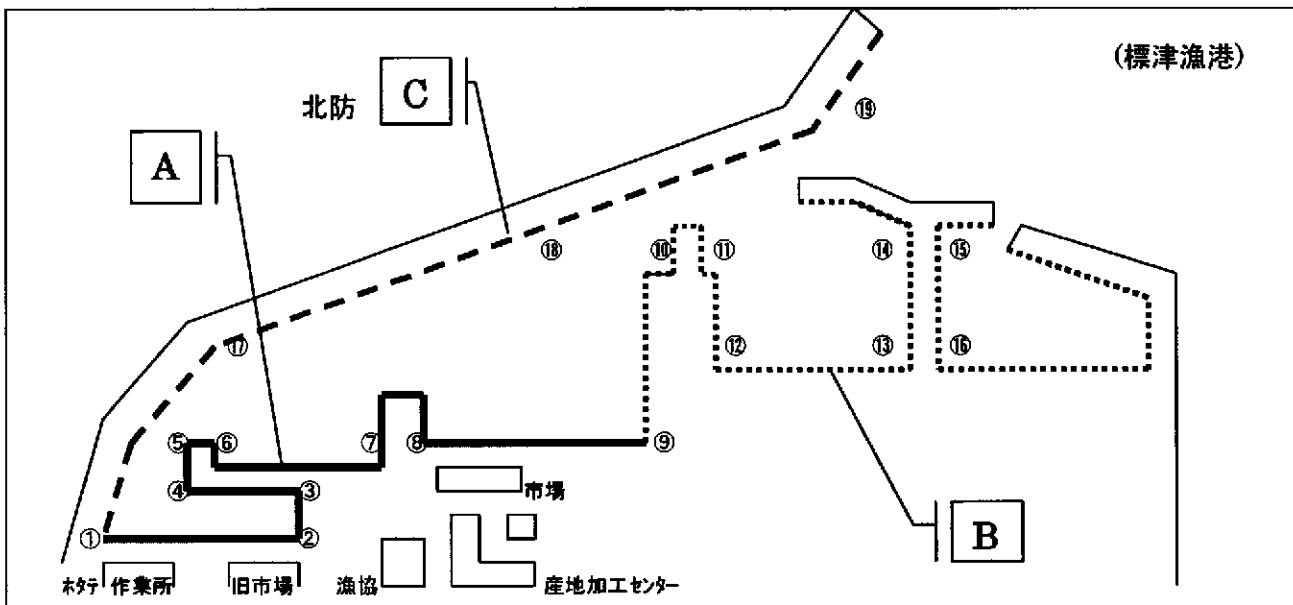 (標津漁港)
北防
C
A
⑲
⑱
⑩
⑪
⑭
⑮
⑰
⑫
⑬
⑯
⑤
⑥
⑦
⑧
⑨
④
③
市場
①
②
B
ホタテ 作業所
旧市場
漁協
産地加工センター